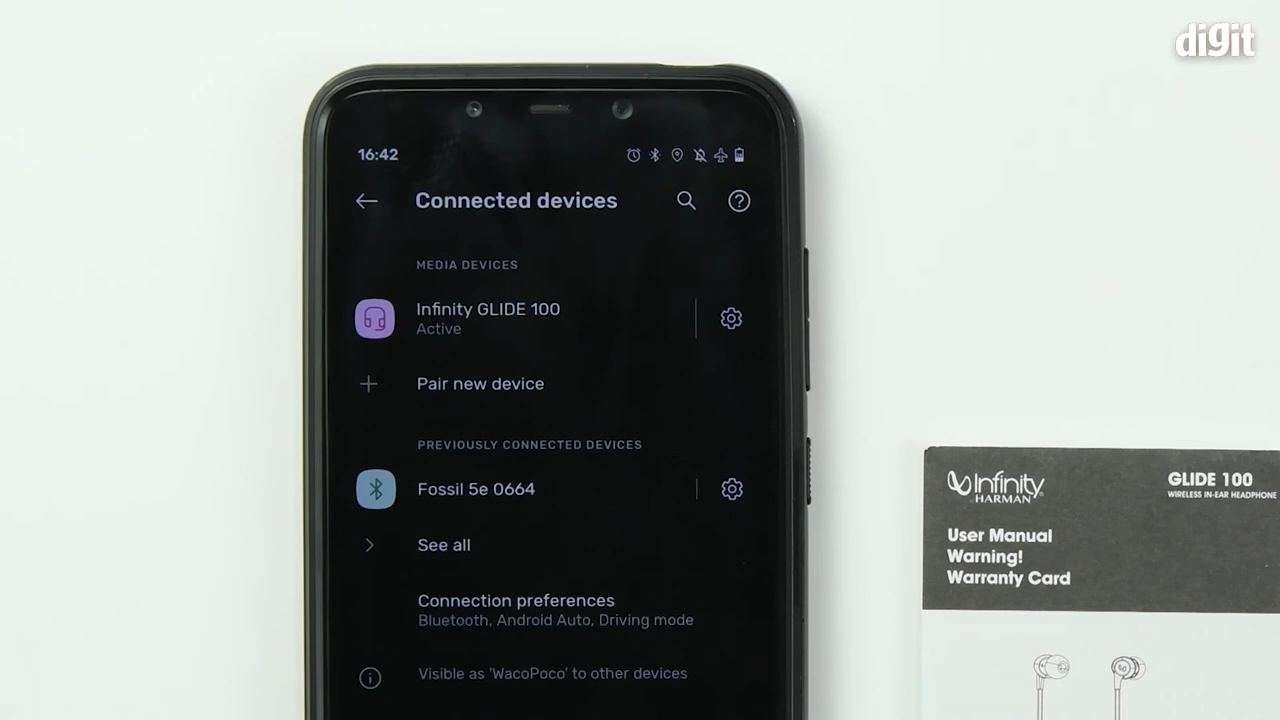 digit
16:42
Connected devices
MEDIA DEVICES
Infinity GLIDE 100
Active
Pair new device
PREVIOUSLY CONNECTED DEVICES
Fossil 5e 0664
See all
Connection preferences
Bluetooth, Android Auto, Driving mode
Visible as 'WacoPoco' to other devices
Infinity
HARMAN
GLIDE 100
WIRELESS IN-EAR HEADPHONE
User Manual
Warning!
Warranty Card